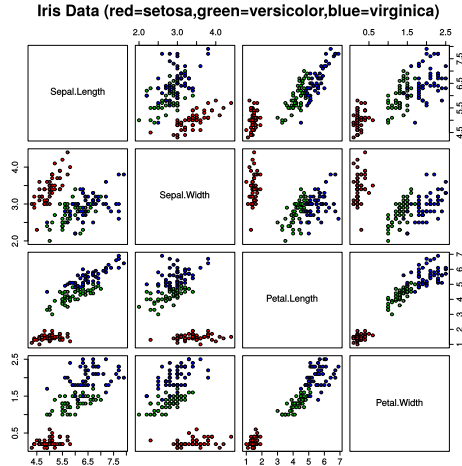 Iris Data (red=setosa,green=versicolor,blue=virginica)
2.0 3.0 4.0 0.5 1.5 2.5
Sepal.Length
4.5 5.5 6.5 7.5
2.0 3.0 4.0
Sepal.Width
Petal.Length
1 2 3 4 5 6 7
0.5 1.5 2.5
Petal.Width
4.5 5.5 6.5 7.5 1 2 3 4 5 6 7